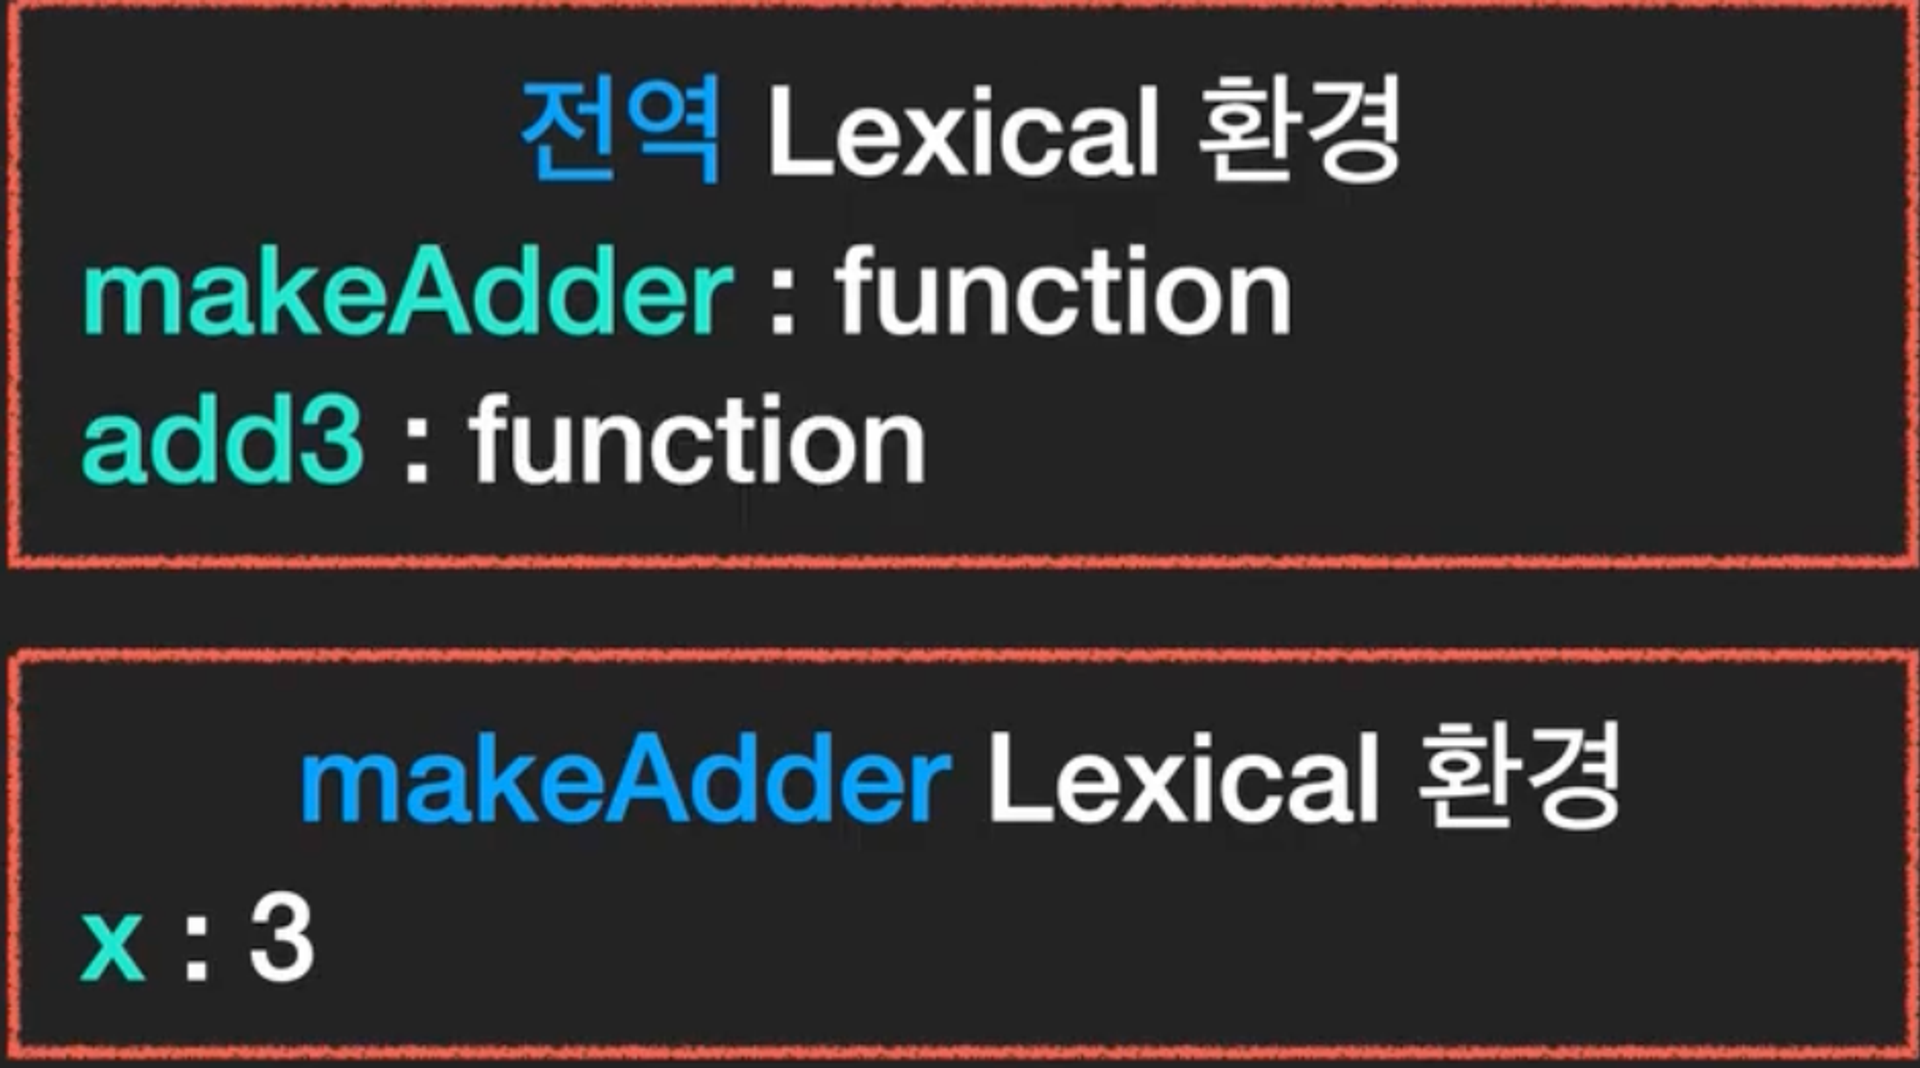 전역 Lexical 환경
makeAdder : function
add3 : function
makeAdder Lexical 환경
x : 3